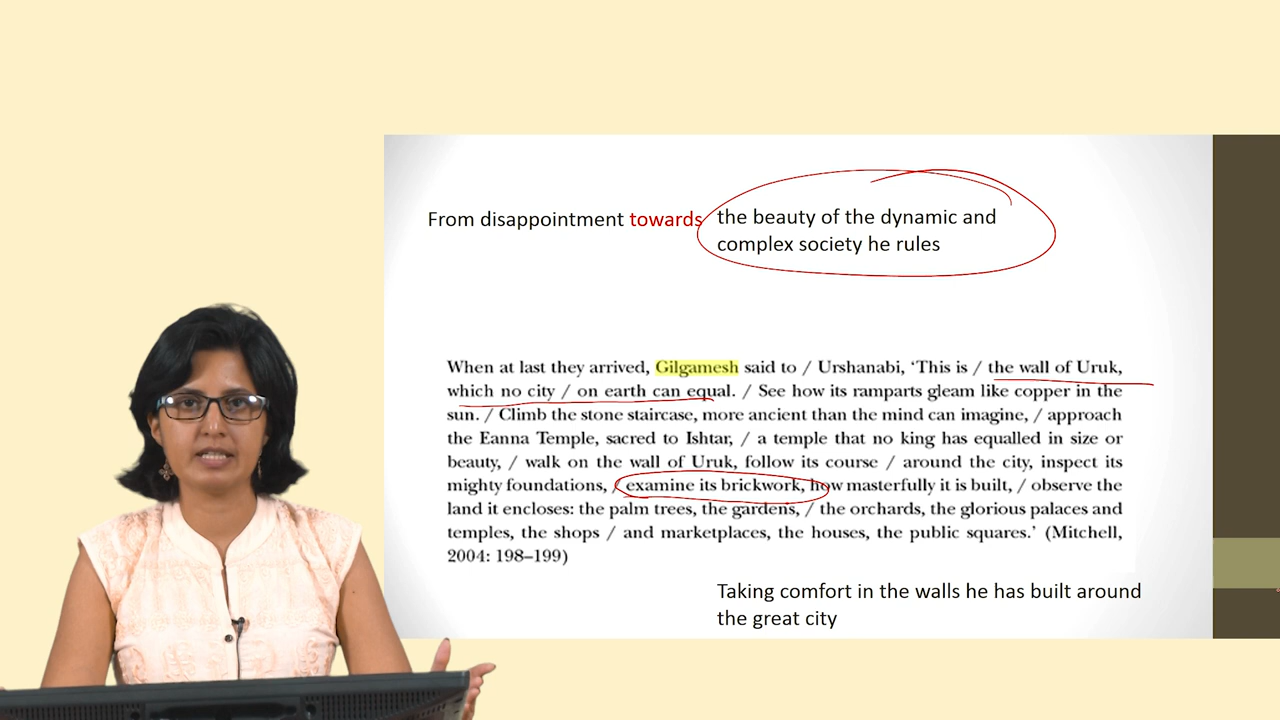 From disappointment towards the beauty of the dynamic and
complex society he rules
When at last they arrived, Gilgamesh said to / Urshanabi, ‘This is / the wall of Uruk,
which no city / on earth can equal. / See how its ramparts gleam like copper in the
sun. / Climb the stone staircase, more ancient than the mind can imagine, / approach
the Eanna Temple, sacred to Ishtar, / a temple that no king has equalled in size or
beauty, / walk on the wall of Uruk, follow its course / around the city, inspect its
mighty foundations, / examine its brickwork, how masterfully it is built, / observe the
land it encloses: the palm trees, the gardens, / the orchards, the glorious palaces and
temples, the shops / and marketplaces, the houses, the public squares.’ (Mitchell,
2004: 198–199)
Taking comfort in the walls he has built around
the great city